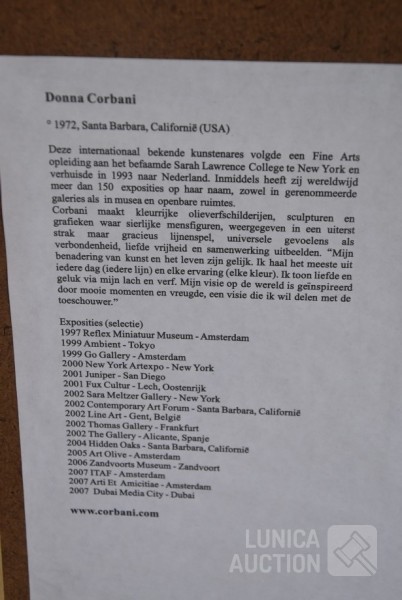 Donna Corbani
° 1972, Santa Barbara, Californië (USA)
Deze internationaal bekende kunstenares volgde een Fine Arts
opleiding aan het befaamde Sarah Lawrence College te New York en
verhuisde in 1993 naar Nederland. Inmiddels heeft zij wereldwijd
meer dan 150 exposities op haar naam, zowel in gerenommeerde
galeries als in musea en openbare ruimtes.
Corbani maakt kleurrijke olieverfschilderijen, sculpturen en
grafieken waar sierlijke mensfiguren, weergegeven in een uiterst
strak maar gracieus lijnenspel, universele gevoelens als
verbondenheid, liefde vrijheid en samenwerking uitbeelden. “Mijn
benadering van kunst en het leven zijn gelijk. Ik haal het meeste uit
iedere dag (iedere lijn) en elke ervaring (elke kleur). Ik toon liefde en
geluk via mijn lach en verf. Mijn visie op de wereld is geïnspireerd
door mooie momenten en vreugde, een visie die ik wil delen met de
toeschouwer.”
Exposities (selectie)
1997 Reflex Miniatuur Museum - Amsterdam
1999 Ambient - Tokyo
1999 Go Gallery - Amsterdam
2000 New York Artexpo - New York
2001 Juniper - San Diego
2001 Fux Cultur - Lech, Oostenrijk
2002 Sara Meltzer Gallery - New York
2002 Contemporary Art Forum - Santa Barbara, Californië
2002 Line Art - Gent, België
2002 Thomas Gallery - Frankfurt
2002 The Gallery - Alicante, Spanje
2004 Hidden Oaks - Santa Barbara, Californië
2005 Art Olive - Amsterdam
2006 Zandvoorts Museum - Zandvoort
2007 ITAF - Amsterdam
2007 Arti Et Amicitiae - Amsterdam
2007 Dubai Media City - Dubai
www.corbani.com
LUNICA
AUCTION